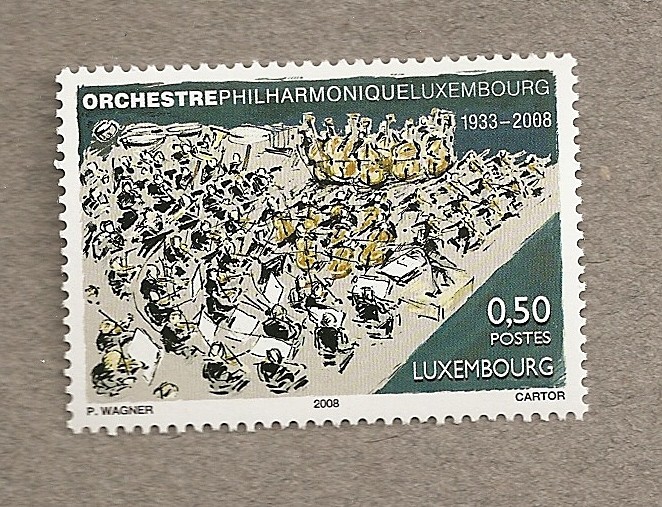 ORCHESTREPHILHARMONIQUELUXEMBOURG
1933-2008
0,50
POSTES
LUXEMBOURG
P. WAGNER 2008 CARTOR